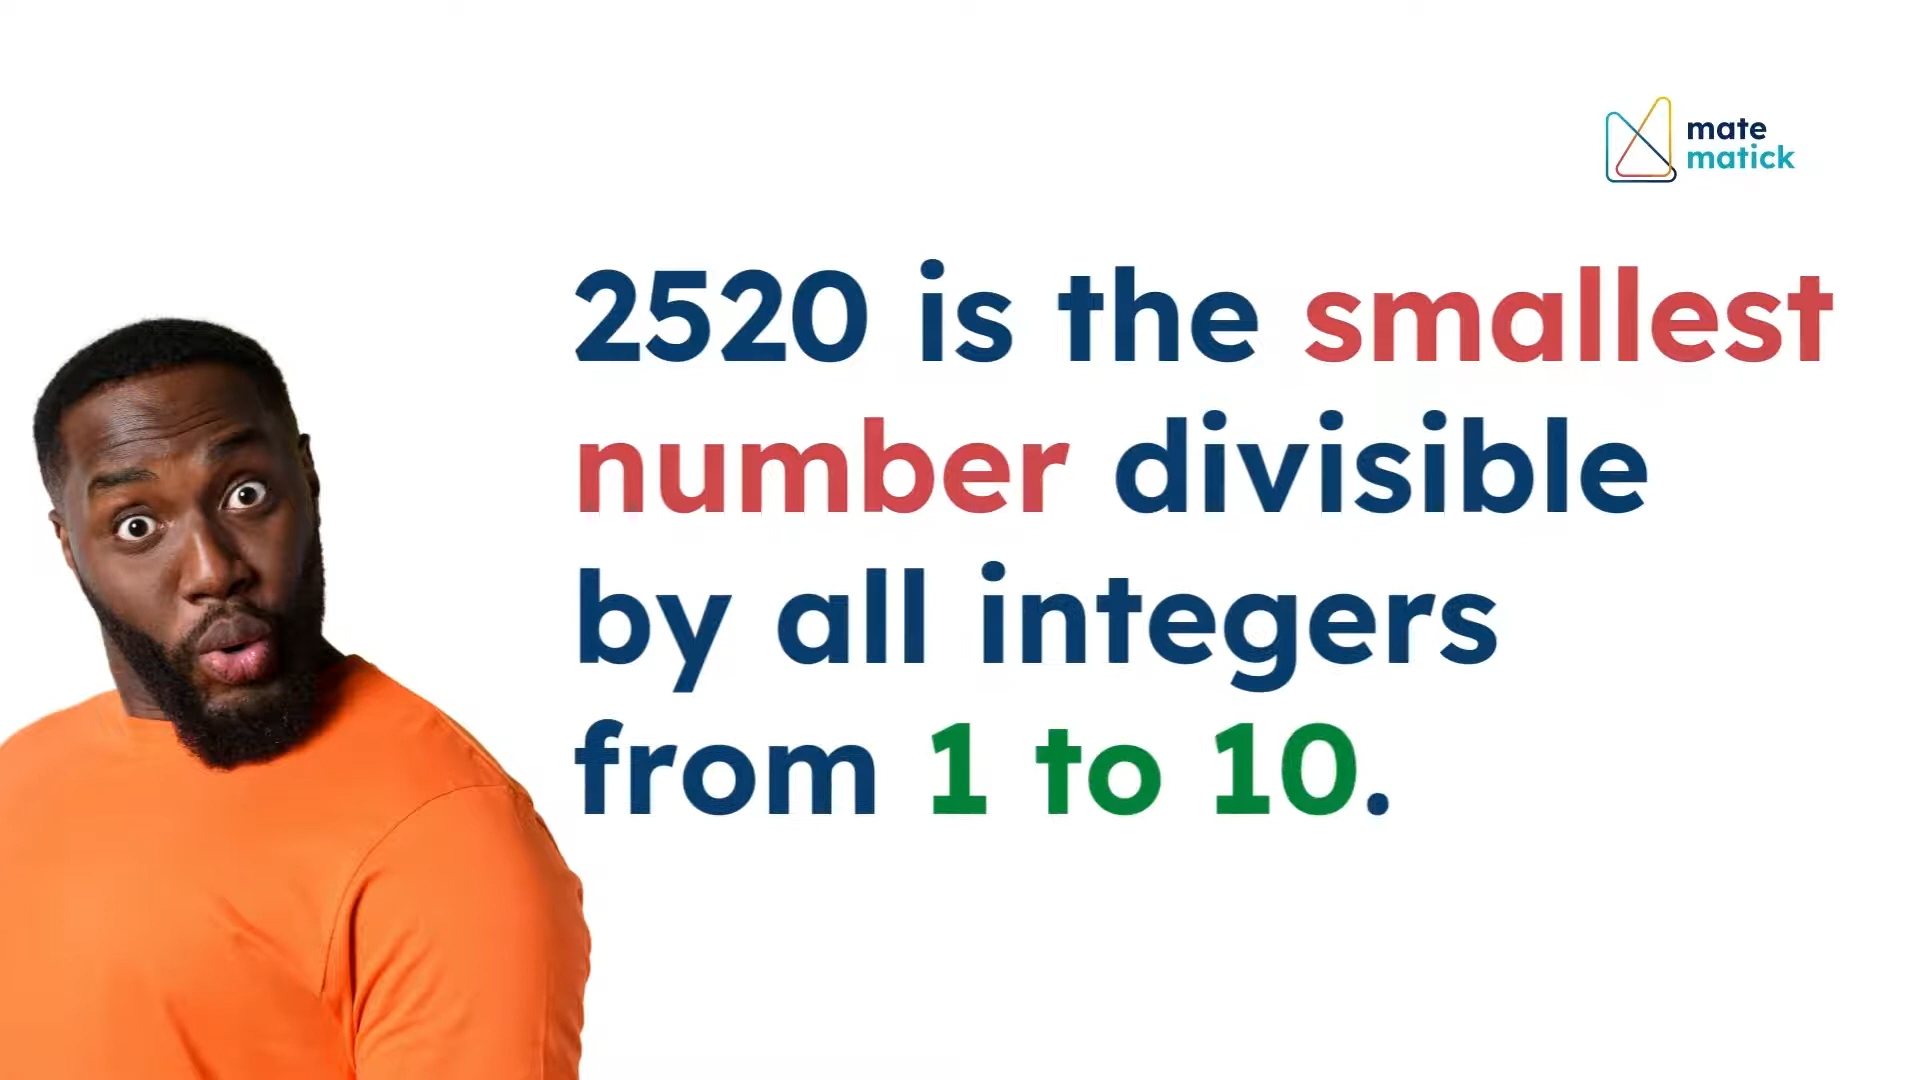 mate
matick
2520 is the smallest
number divisible
by all integers
from 1 to 10.